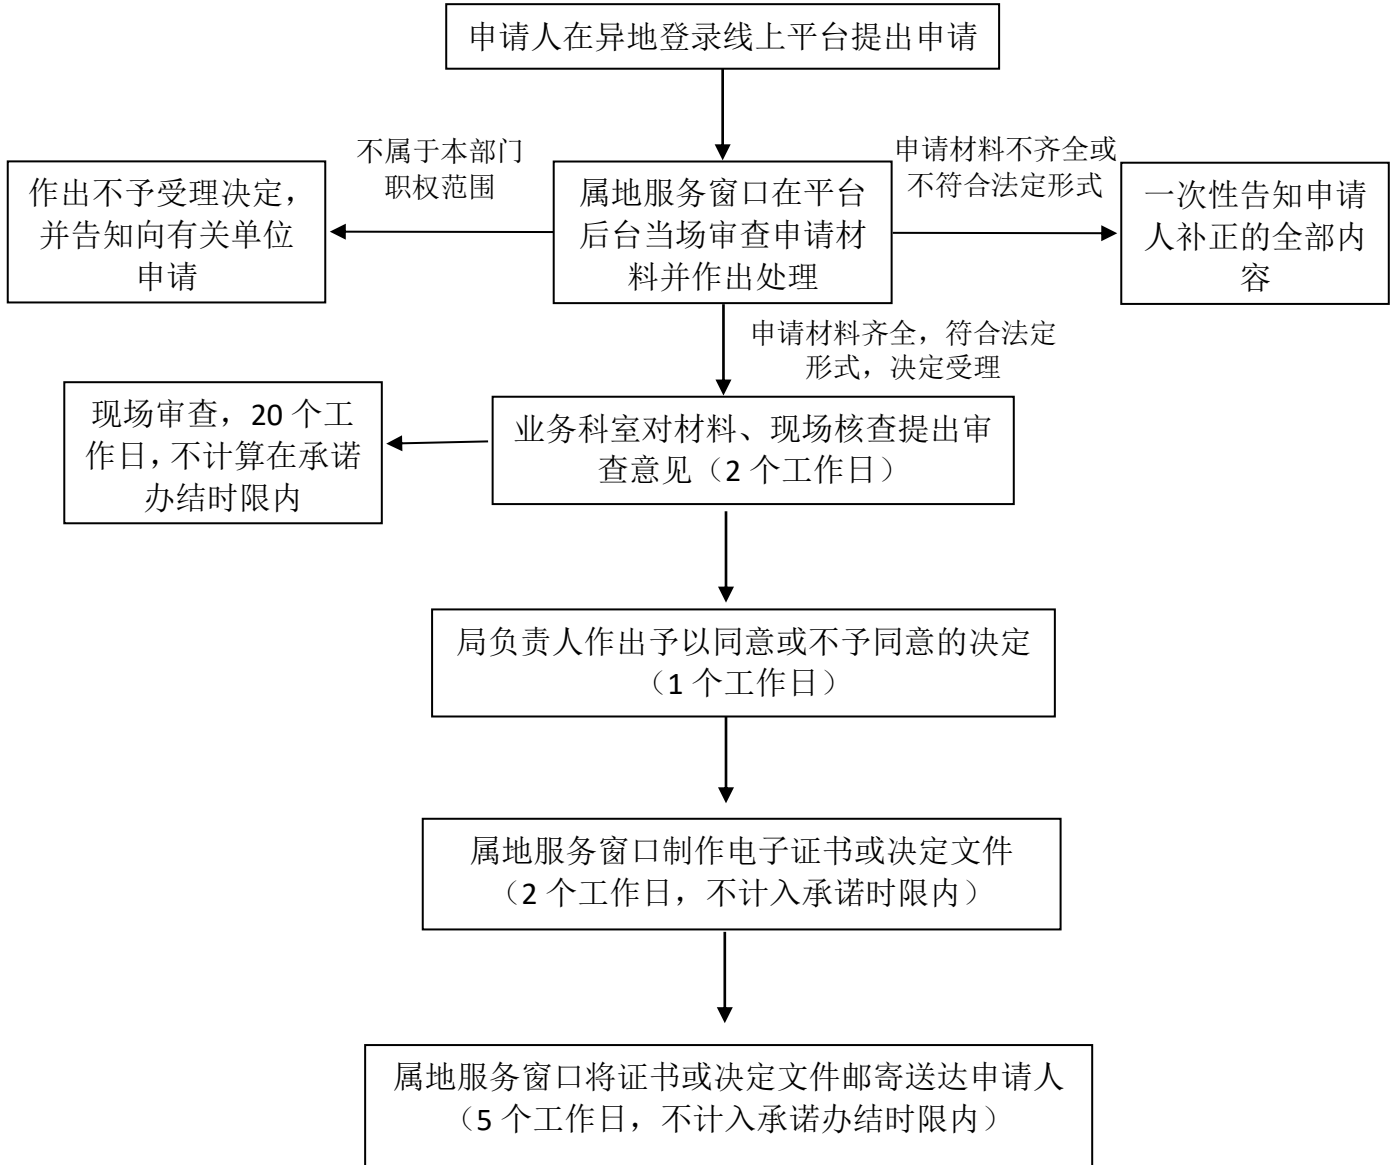 申请人在异地登录线上平台提出申请
不属于本部门
职权范围
申请材料不齐全或
不符合法定形式
作出不予受理决定，
并告知向有关单位
申请
属地服务窗口在平台
后台当场审查申请材
料并作出处理
一次性告知申请
人补正的全部内
容
申请材料齐全，符合法定
形式，决定受理
现场审查，20 个工
作日，不计算在承诺
办结时限内
业务科室对材料、现场核查提出审
查意见（2 个工作日）
局负责人作出予以同意或不予同意的决定
（1 个工作日）
属地服务窗口制作电子证书或决定文件
（2 个工作日，不计入承诺时限内）
属地服务窗口将证书或决定文件邮寄送达申请人
（5 个工作日，不计入承诺办结时限内）